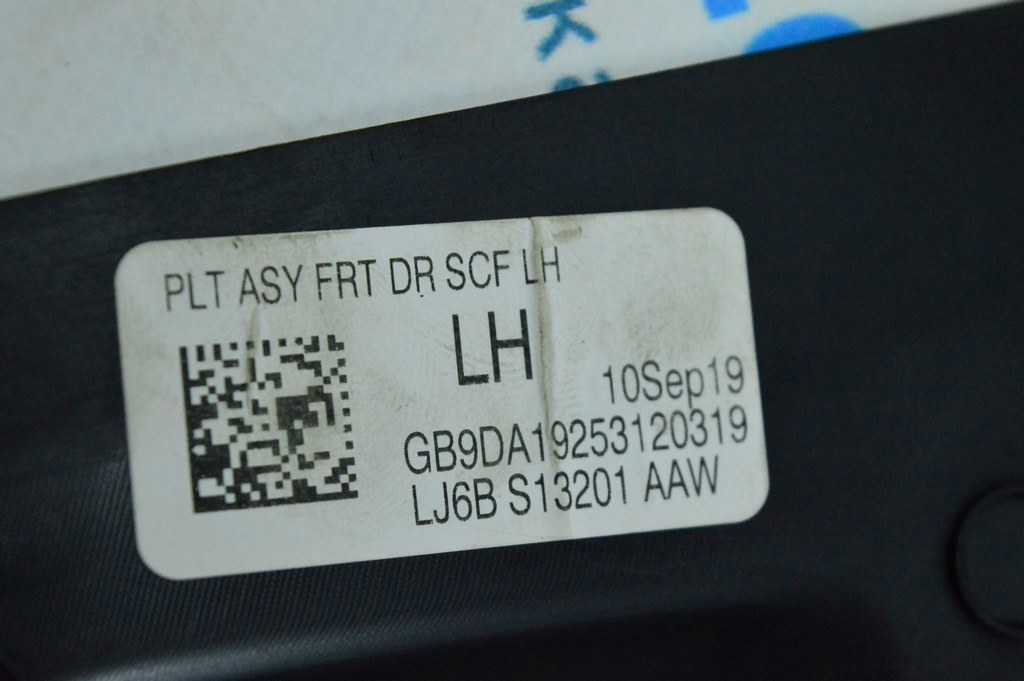 K
PLT ASY FRT DR SCF LH
LH
10Sep19
GB9DA19253120319
LJ6B S13201 AAW